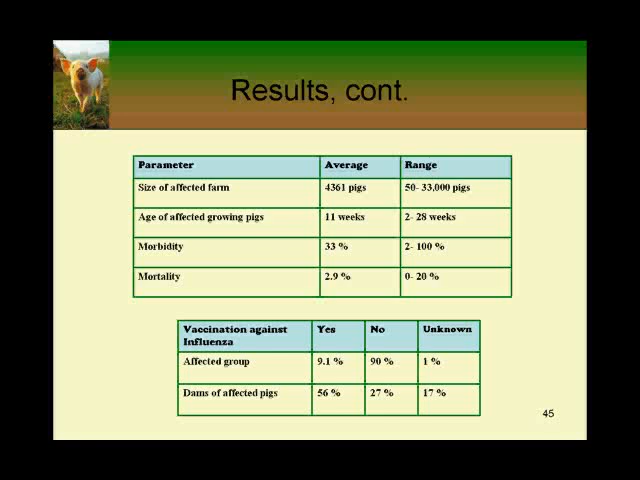 Results, cont.
Parameter Average Range
Size of affected farm 4361 pigs 50- 33,000 pigs
Age of affected growing pigs 11 weeks 2- 28 weeks
Morbidity 33 % 2- 100 %
Mortality 2.9 % 0- 20 %
Vaccination against Influenza Yes No Unknown
Affected group 9.1 % 90 % 1 %
Dams of affected pigs 56 % 27 % 17 %
45